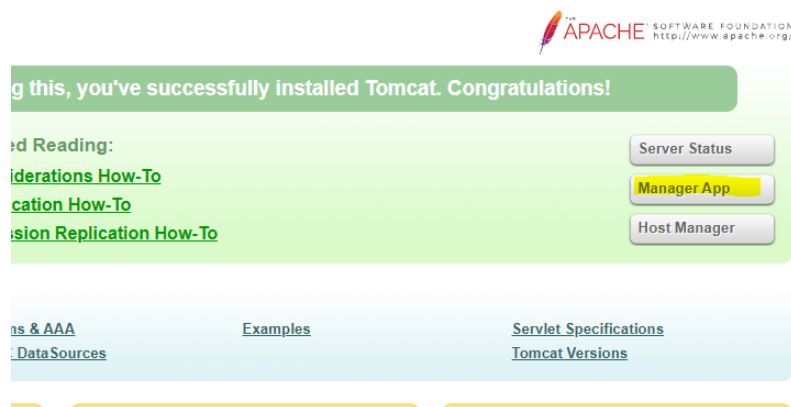 THE
APACHE SOFTWARE FOUNDATION
http://www.apache.org/
g this, you've successfully installed Tomcat. Congratulations!
ed Reading:
iderations How-To
cation How-To
sion Replication How-To
Server Status
Manager App
Host Manager
ns & AAA
Examples
Servlet Specifications
DataSources
Tomcat Versions